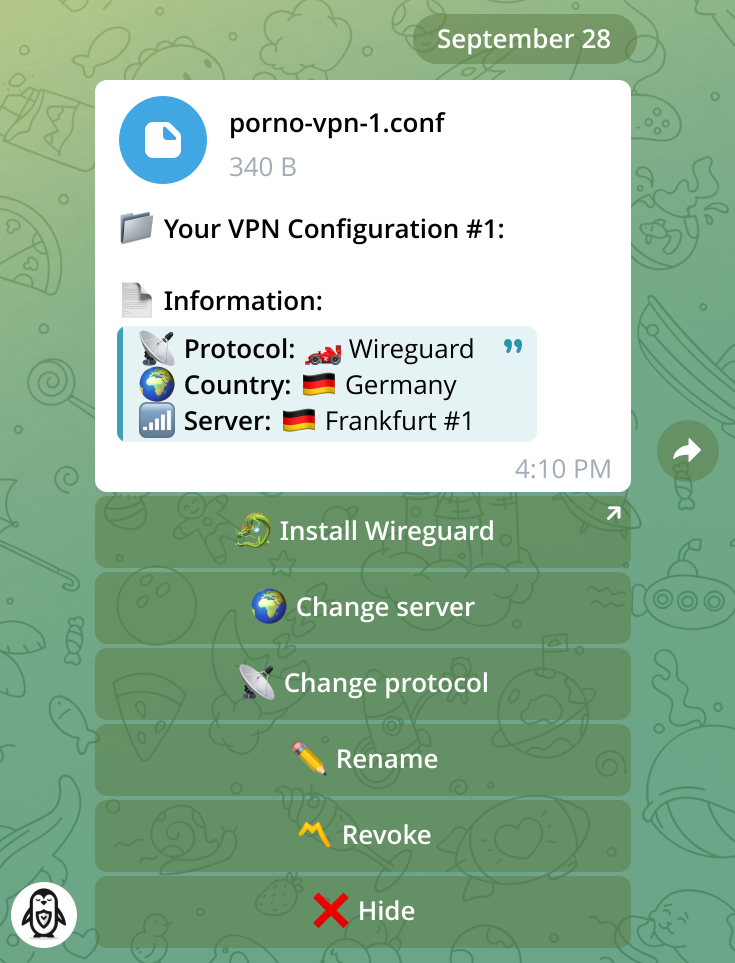 September 28
porno-vpn-1.conf
340 B
📁 Your VPN Configuration #1:
📄 Information:
📡 Protocol: 🏎 Wireguard
🌍 Country: 🇩🇪 Germany
📶 Server: 🇩🇪 Frankfurt #1
4:10 PM
🐉 Install Wireguard
🌍 Change server
📡 Change protocol
✏️ Rename
〽️ Revoke
❌ Hide